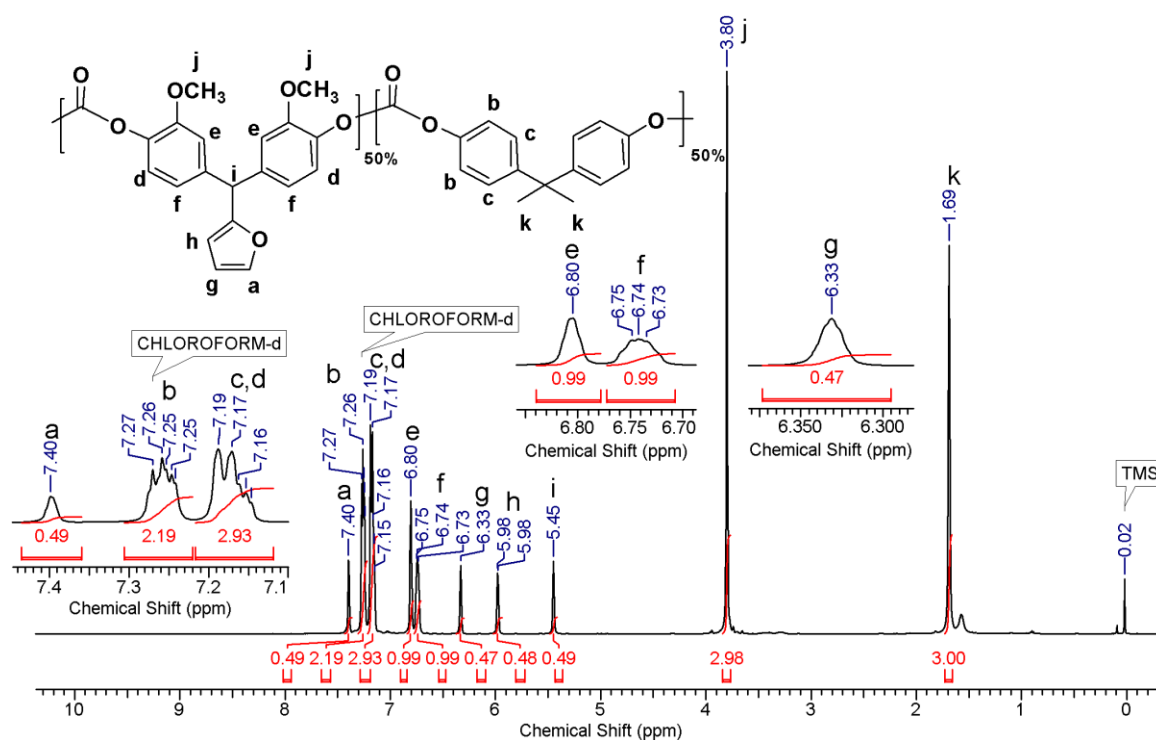 j
j
O
OCH3
OCH3
O
O
e
e
O
O
b
c
O
d
f
i
f
d
50%
b
c
50%
h
O
k
k
g
a
3.80
j
1.69
k
e
6.80
f
6.75
6.74
6.73
0.99
0.99
6.80 6.75 6.70
Chemical Shift (ppm)
g
6.33
0.47
6.350 6.300
Chemical Shift (ppm)
CHLOROFORM-d
CHLOROFORM-d
a
7.40
b
7.27
7.26
7.25
7.25
c,d
7.19
7.17
7.16
0.49
2.19
2.93
7.4 7.3 7.2 7.1
Chemical Shift (ppm)
a
7.40
b
7.27
7.26
c,d
7.19
7.17
7.16
7.15
e
6.80
f
6.75
6.74
6.73
g
6.33
h
5.98
5.98
i
5.45
TMS
0.02
0.49 2.19 2.93 0.99 0.99 0.47 0.48 0.49 2.98 3.00
10 9 8 7 6 5 4 3 2 1 0
Chemical Shift (ppm)